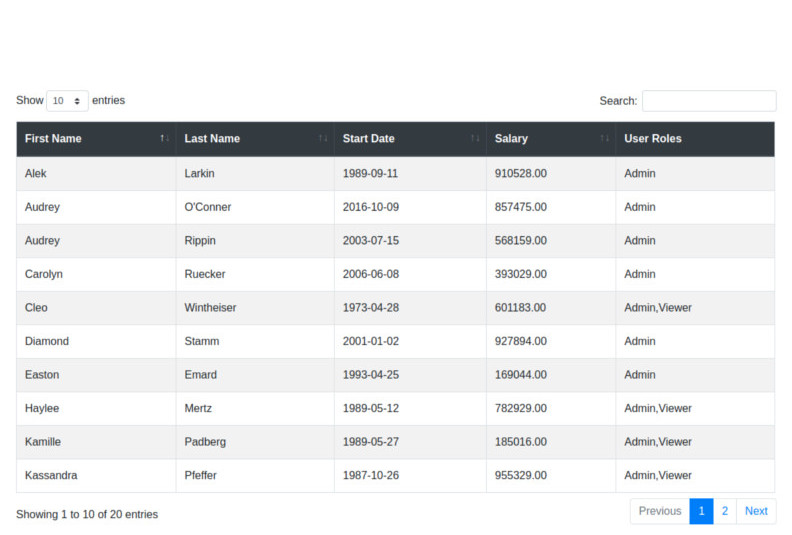 Show 10 entries Search:
First Name Last Name Start Date Salary User Roles
Alek Larkin 1989-09-11 910528.00 Admin
Audrey O'Conner 2016-10-09 857475.00 Admin
Audrey Rippin 2003-07-15 568159.00 Admin
Carolyn Ruecker 2006-06-08 393029.00 Admin
Cleo Wintheiser 1973-04-28 601183.00 Admin,Viewer
Diamond Stamm 2001-01-02 927894.00 Admin
Easton Emard 1993-04-25 169044.00 Admin
Haylee Mertz 1989-05-12 782929.00 Admin,Viewer
Kamille Padberg 1989-05-27 185016.00 Admin,Viewer
Kassandra Pfeffer 1987-10-26 955329.00 Admin,Viewer
Showing 1 to 10 of 20 entries Previous 1 2 Next